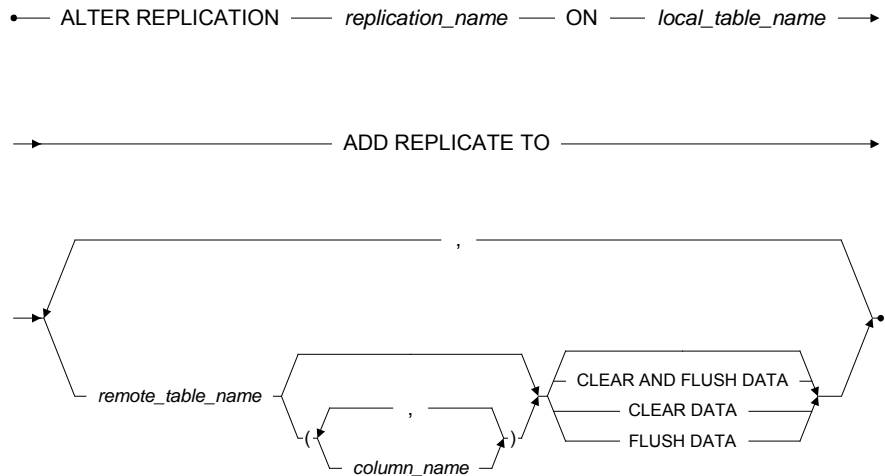 ALTER REPLICATION replication_name ON local_table_name
ADD REPLICATE TO
,
CLEAR AND FLUSH DATA
remote_table_name
, CLEAR DATA
( )
FLUSH DATA
column_name